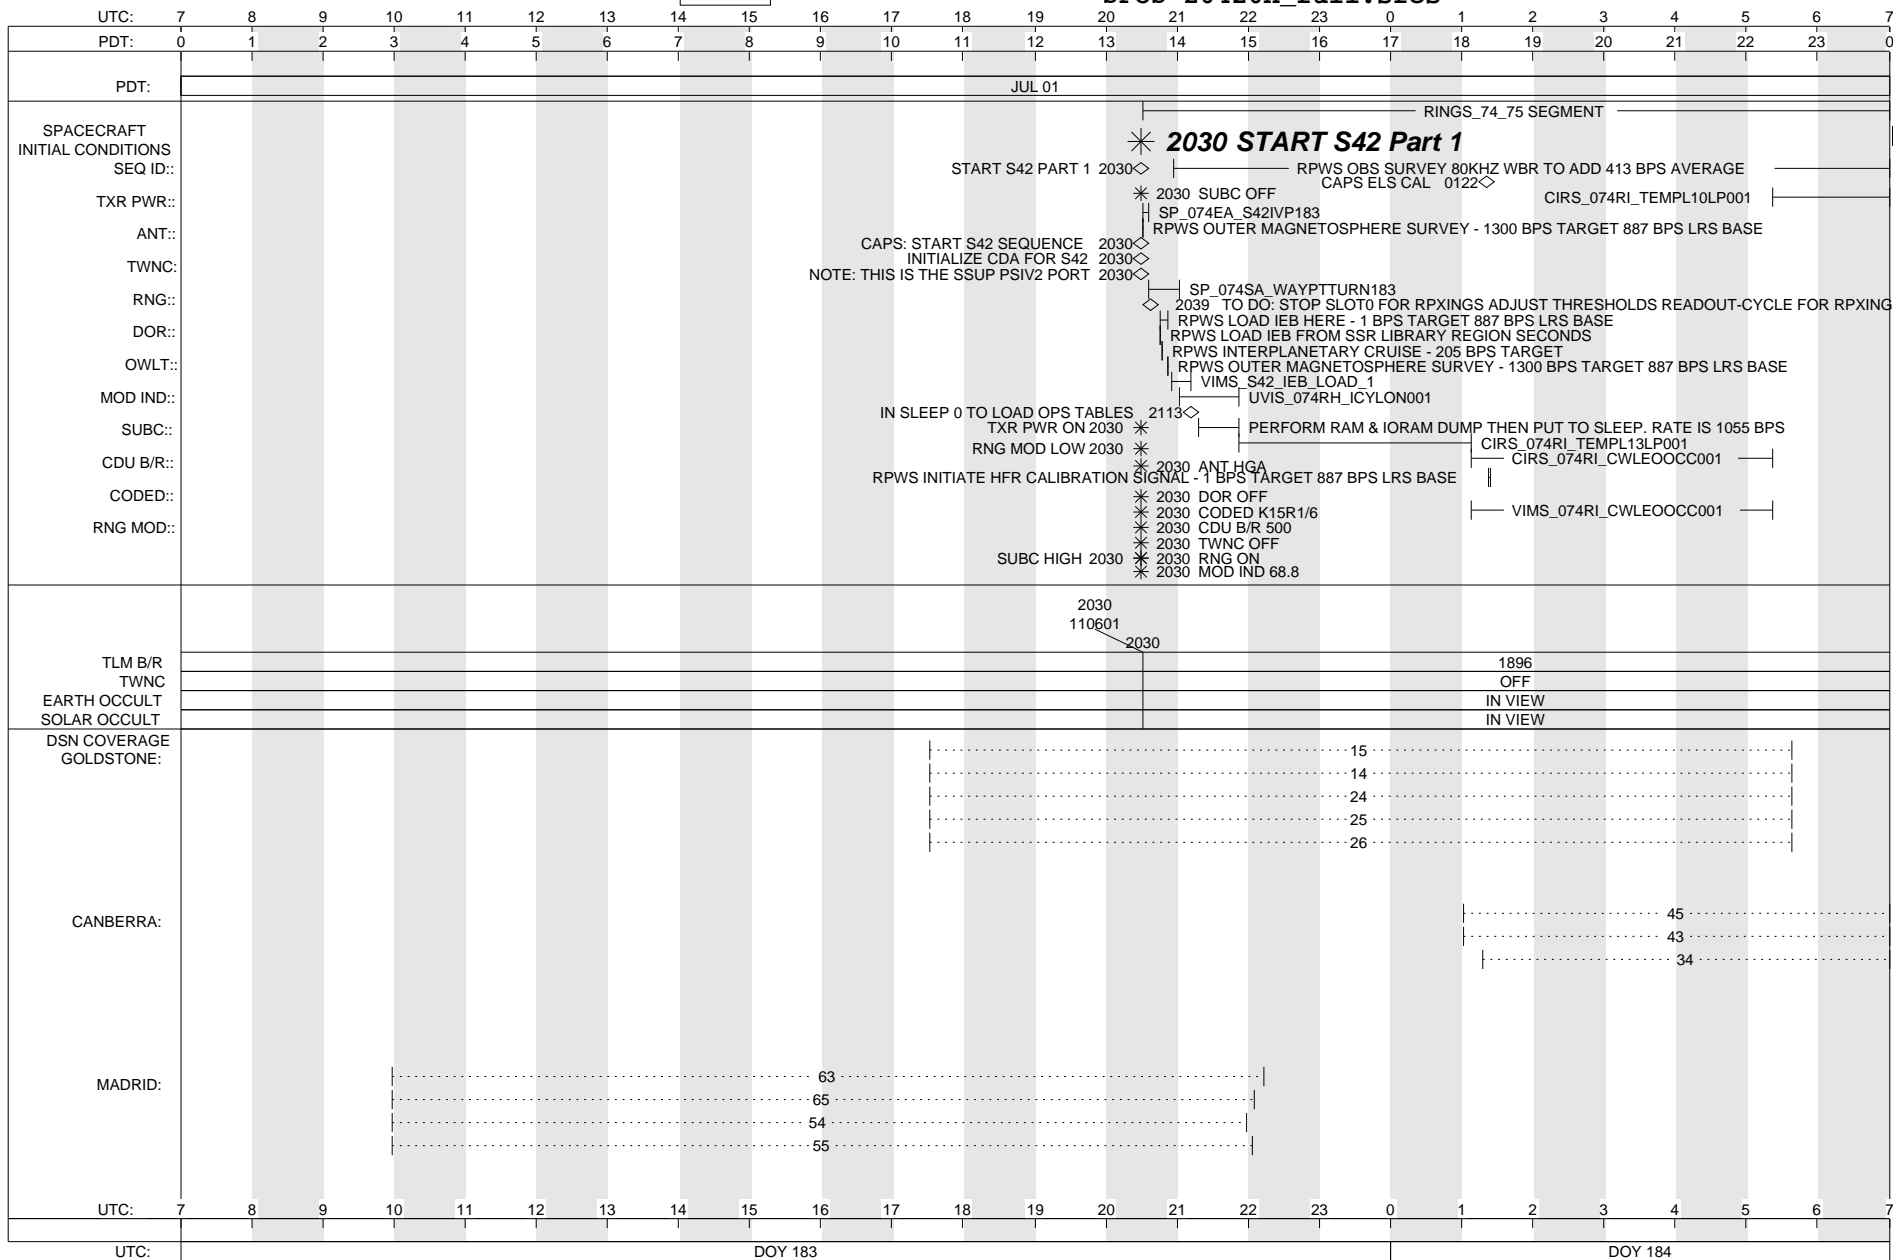 UTC: 7 8 9 10 11 12 13 14 15 16 17 18 19 20 21 22 23 0 1 2 3 4 5 6 7
PDT: 0 1 2 3 4 5 6 7 8 9 10 11 12 13 14 15 16 17 18 19 20 21 22 23 0
PDT: JUL 01
RINGS_74_75 SEGMENT
SPACECRAFT
INITIAL CONDITIONS
2030 START S42 Part 1
SEQ ID:: START S42 PART 1 2030 RPWS OBS SURVEY 80KHZ WBR TO ADD 413 BPS AVERAGE
CAPS ELS CAL 0122
TXR PWR:: 2030 SUBC OFF CIRS_074RI_TEMPL10LP001
SP_074EA_S42IVP183
ANT:: RPWS OUTER MAGNETOSPHERE SURVEY - 1300 BPS TARGET 887 BPS LRS BASE
CAPS: START S42 SEQUENCE 2030
INITIALIZE CDA FOR S42 2030
TWNC: NOTE: THIS IS THE SSUP PSIV2 PORT 2030
SP_074SA_WAYPTTURN183
RNG:: 2039 TO DO: STOP SLOT0 FOR RPXINGS ADJUST THRESHOLDS READOUT-CYCLE FOR RPXING
RPWS LOAD IEB HERE - 1 BPS TARGET 887 BPS LRS BASE
DOR:: RPWS LOAD IEB FROM SSR LIBRARY REGION SECONDS
RPWS INTERPLANETARY CRUISE - 205 BPS TARGET
OWLT:: RPWS OUTER MAGNETOSPHERE SURVEY - 1300 BPS TARGET 887 BPS LRS BASE
VIMS_S42_IEB_LOAD_1
MOD IND:: UVIS_074RH_ICYLON001
IN SLEEP 0 TO LOAD OPS TABLES 2113
SUBC:: TXR PWR ON 2030 PERFORM RAM & IORAM DUMP THEN PUT TO SLEEP. RATE IS 1055 BPS
RNG MOD LOW 2030 CIRS_074RI_TEMPL13LP001
CDU B/R:: CIRS_074RI_CWLEOOCC001
2030 ANT HGA
RPWS INITIATE HFR CALIBRATION SIGNAL - 1 BPS TARGET 887 BPS LRS BASE
CODED:: 2030 DOR OFF
2030 CODED K15R1/6 VIMS_074RI_CWLEOOCC001
RNG MOD:: 2030 CDU B/R 500
2030 TWNC OFF
SUBC HIGH 2030 2030 RNG ON
2030 MOD IND 68.8
2030
110601
2030
TLM B/R 1896
TWNC OFF
EARTH OCCULT IN VIEW
SOLAR OCCULT IN VIEW
DSN COVERAGE
GOLDSTONE: 15
14
24
25
26
CANBERRA: 45
43
34
MADRID: 63
65
54
55
UTC: 7 8 9 10 11 12 13 14 15 16 17 18 19 20 21 22 23 0 1 2 3 4 5 6 7
UTC: DOY 183 DOY 184